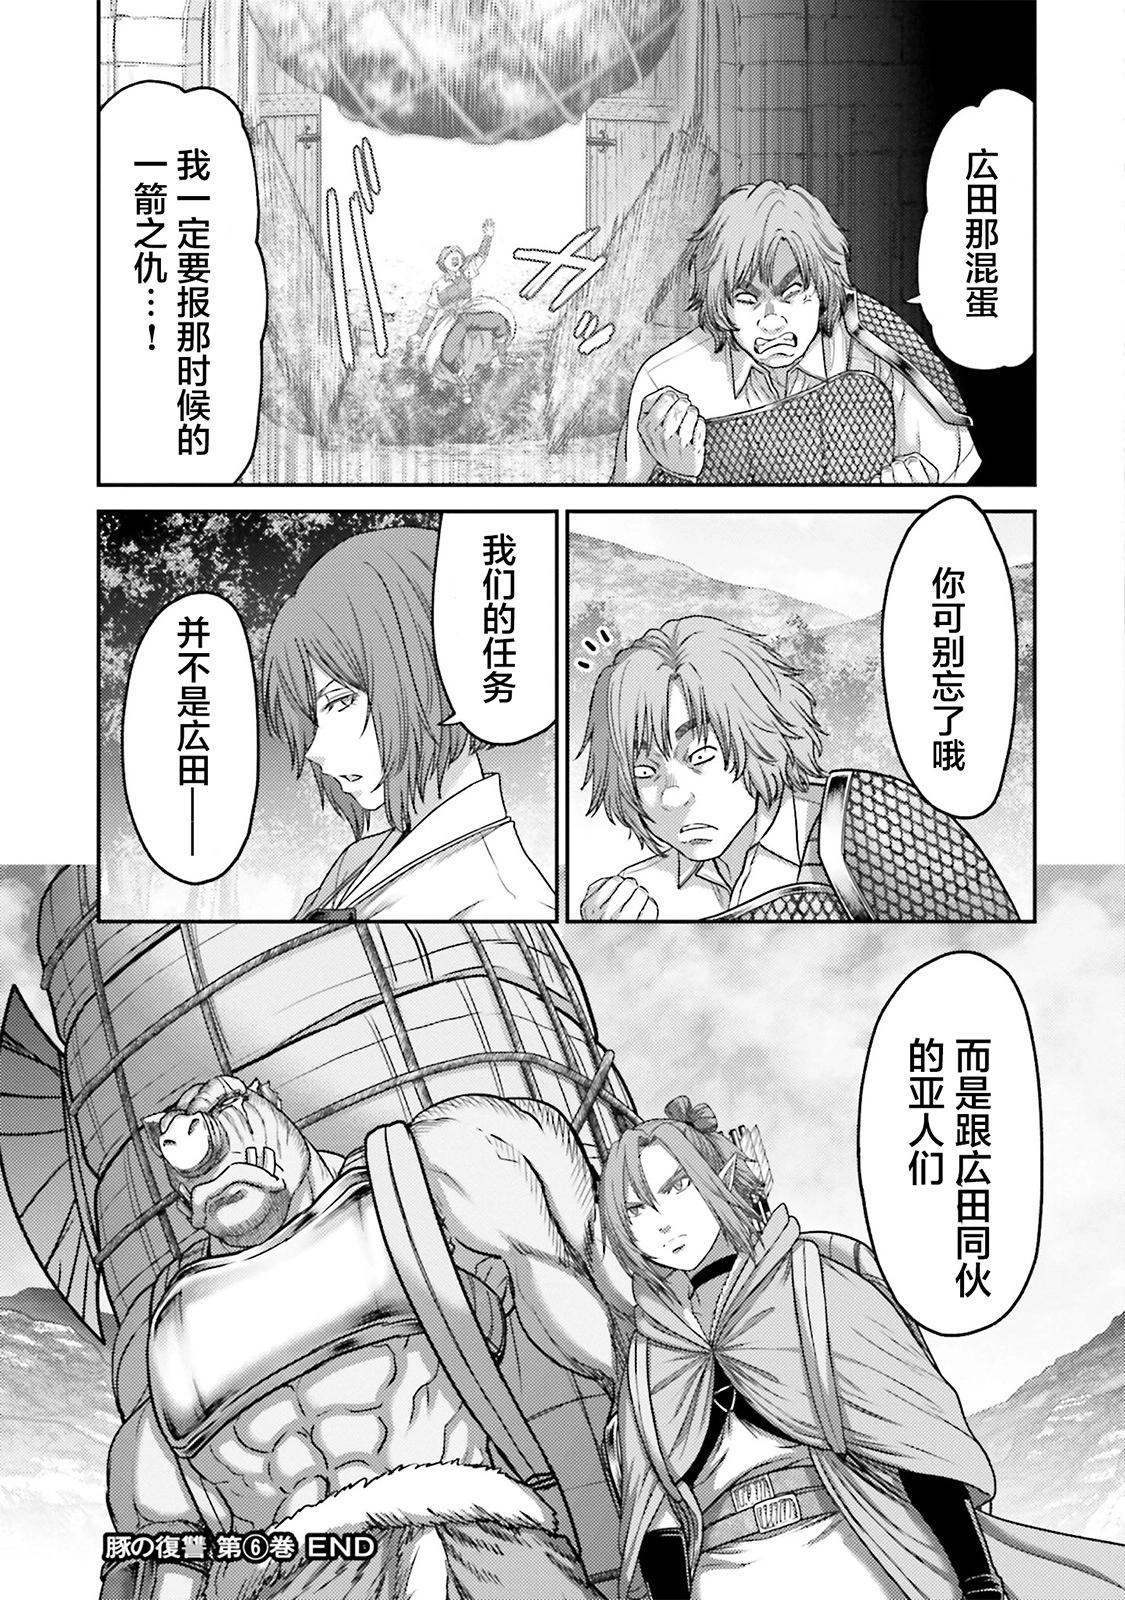 広田那混蛋
我一定要报那时候的
一箭之仇…！
你可别忘了哦
我们的任务
并不是広田——
而是跟広田同伙
的亚人们
豚の復讐 第⑥巻 END